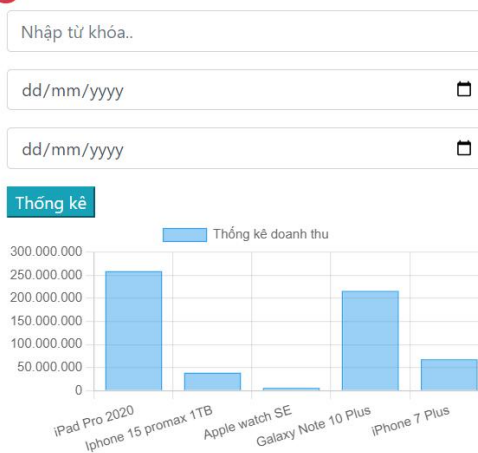 Nhập từ khóa..
dd/mm/yyyy
dd/mm/yyyy
Thống kê
Thống kê doanh thu
300.000.000
250.000.000
200.000.000
150.000.000
100.000.000
50.000.000
0
iPad Pro 2020
Iphone 15 promax 1TB
Apple watch SE
Galaxy Note 10 Plus
iPhone 7 Plus